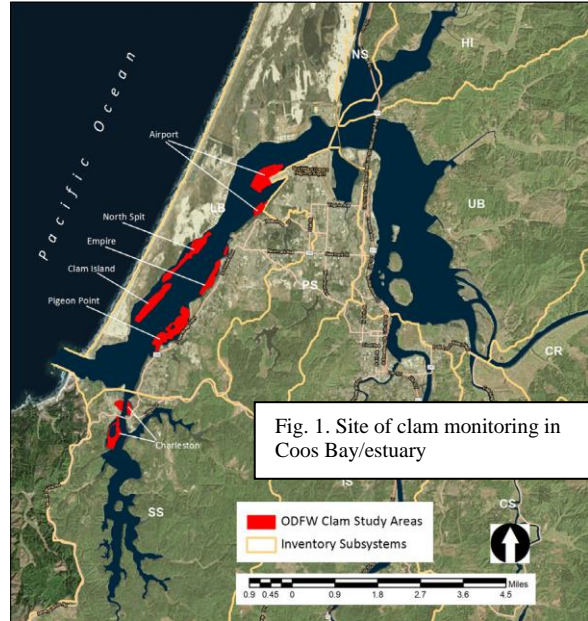 Pacific Ocean
NS
HI
Airport
LB
UB
North Spit
Empire
Clam Island
PS
Pigeon Point
CR
Fig. 1. Site of clam monitoring in
Coos Bay/estuary
Charleston
IS
SS
CS
ODFW Clam Study Areas
Inventory Subsystems
Miles
0.9 0.45 0 0.9 1.8 2.7 3.6 4.5